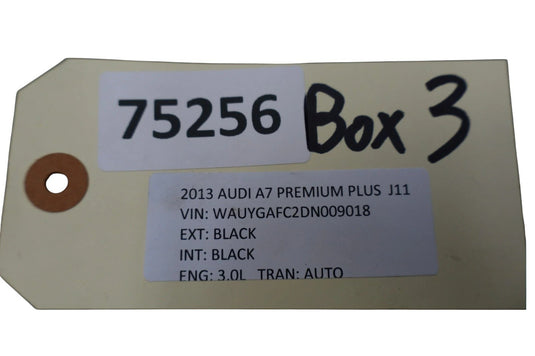 75256 Box 3
2013 AUDI A7 PREMIUM PLUS J11
VIN: WAUYGAFC2DN009018
EXT: BLACK
INT: BLACK
ENG: 3.0L TRAN: AUTO